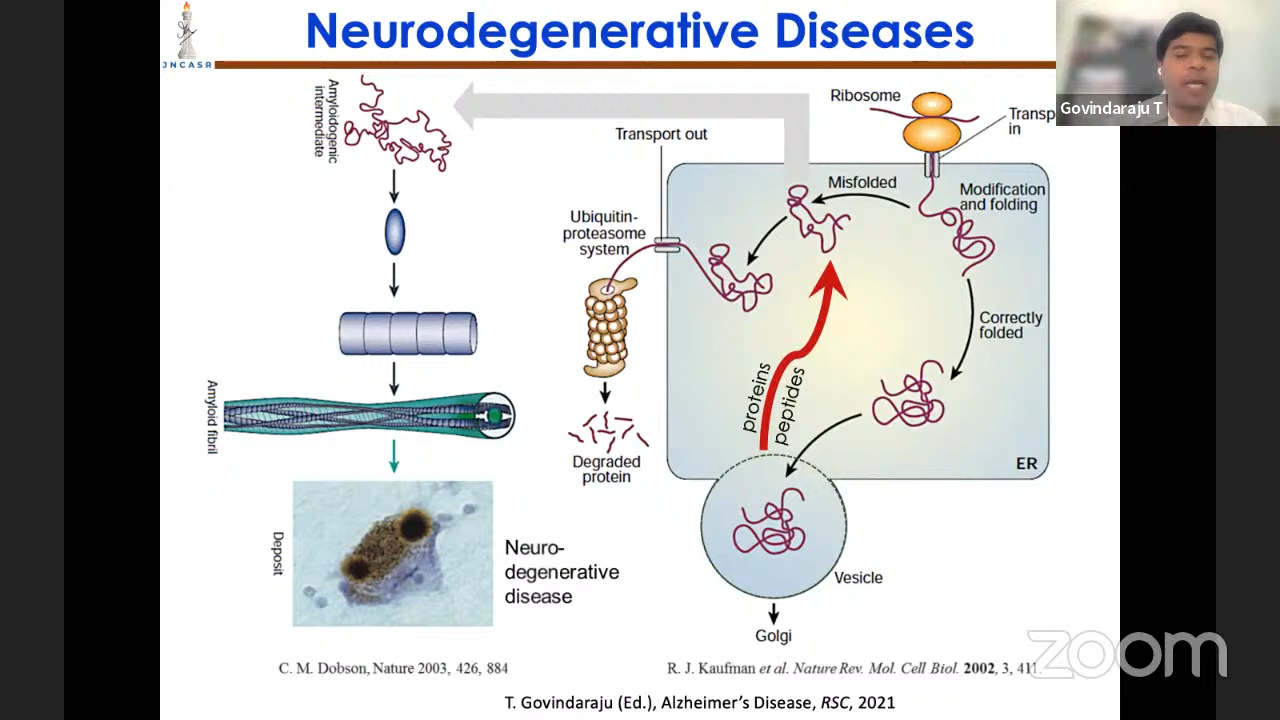 Neurodegenerative Diseases
JNCASR
Govindaraju T
Amyloidogenic
intermediate
Transport out
Ribosome
in
Misfolded
Modification
and folding
Ubiquitin-
proteasome
system
Correctly
folded
proteins
peptides
Amyloid fibril
Degraded
protein
ER
Deposit
Neuro-
degenerative
disease
Vesicle
Golgi
zoom
C. M. Dobson, Nature 2003, 426, 884
R. J. Kaufman et al. Nature Rev. Mol. Cell Biol. 2002, 3, 411.
T. Govindaraju (Ed.), Alzheimer's Disease, RSC, 2021